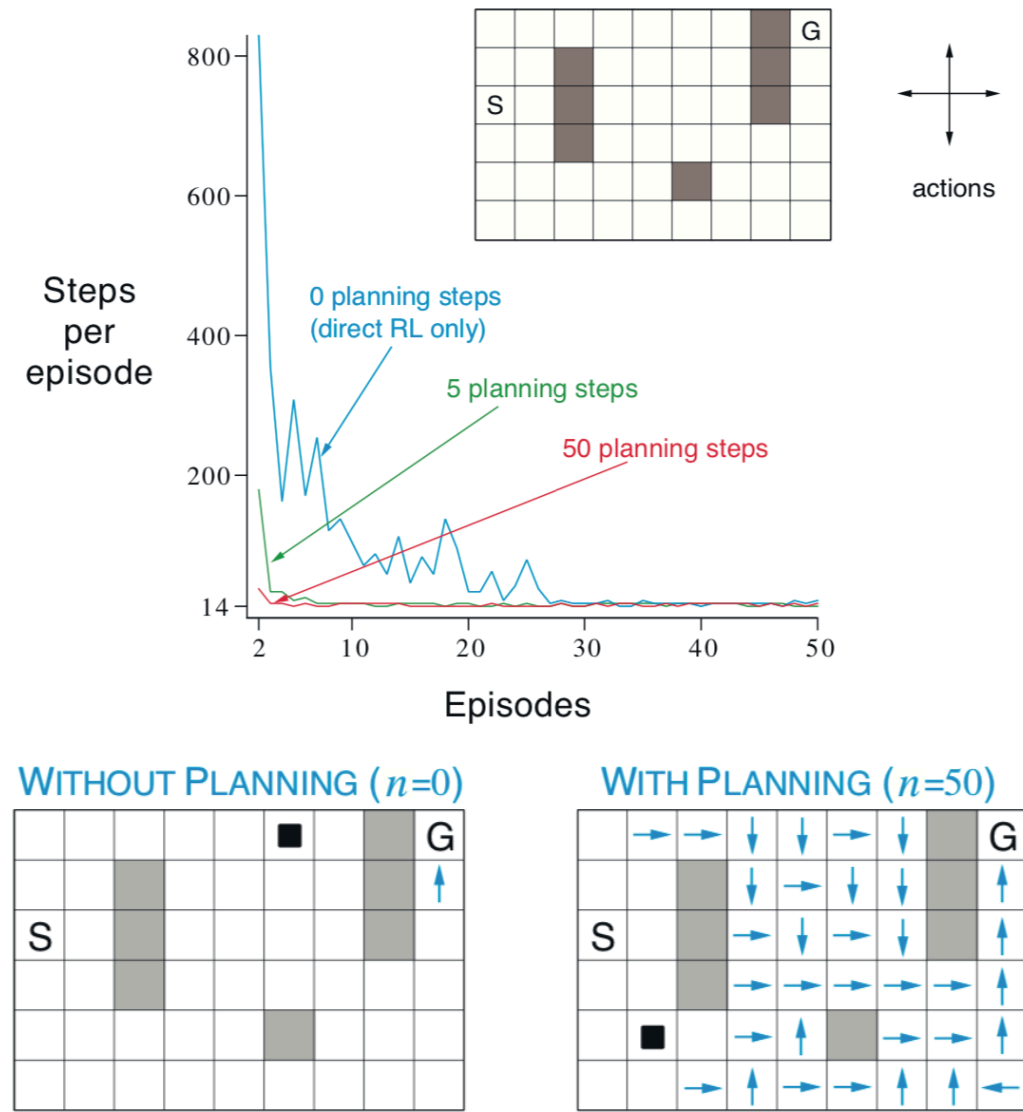 800
600
400
200
14
Steps
per
episode
G
S
actions
0 planning steps
(direct RL only)
5 planning steps
50 planning steps
2 10 20 30 40 50
Episodes
WITHOUT PLANNING (n=0)
G
S
WITH PLANNING (n=50)
G
S